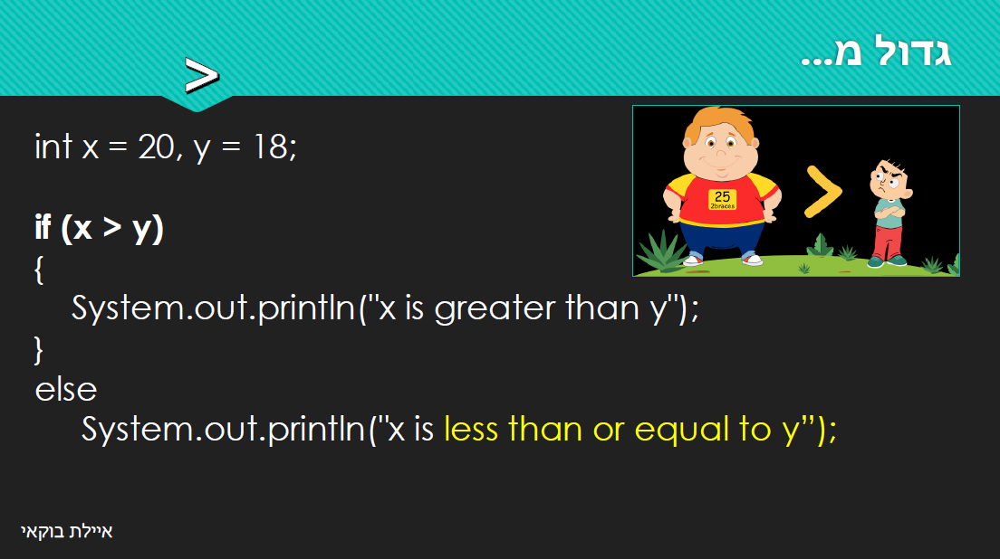 גדול מ...
>
int x = 20, y = 18;
if (x > y)
{
System.out.println("x is greater than y");
}
else
System.out.println("x is less than or equal to y”);
25
2braces
>
איילת בוקאי